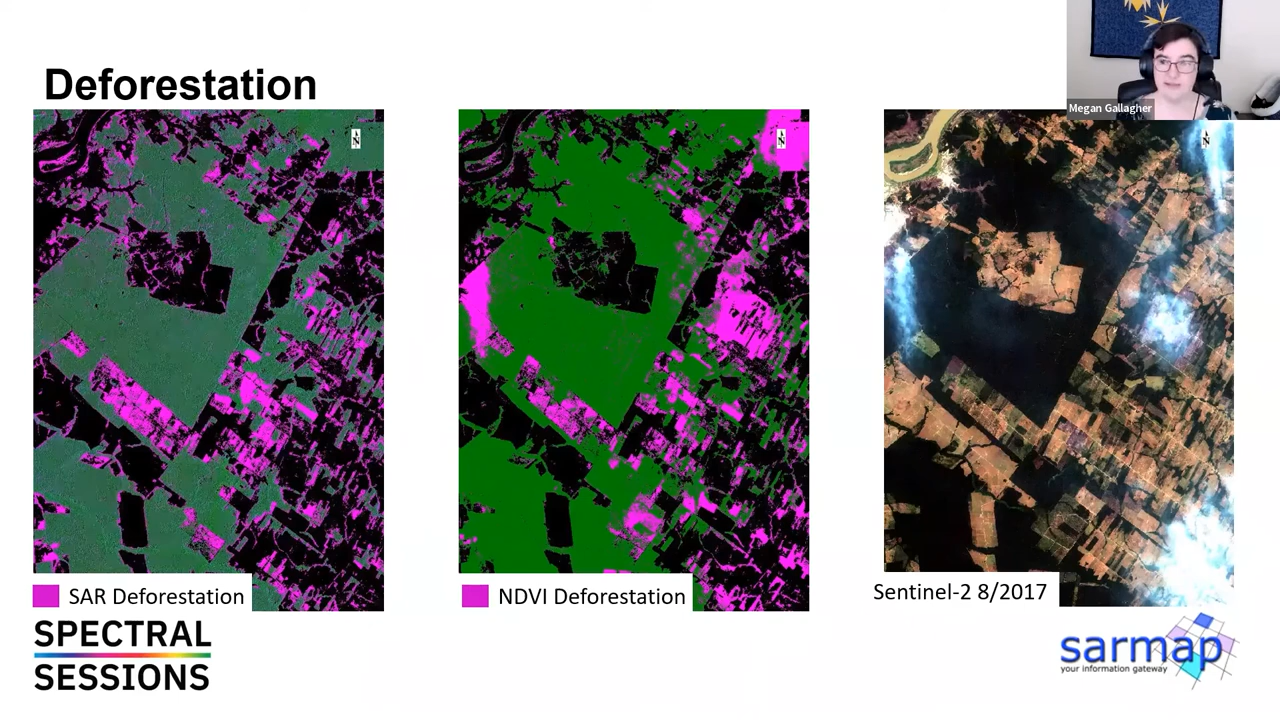 Deforestation
Megan Gallagher
N
N
N
SAR Deforestation
NDVI Deforestation
Sentinel-2 8/2017
SPECTRAL
SESSIONS
sarmap
your information gateway